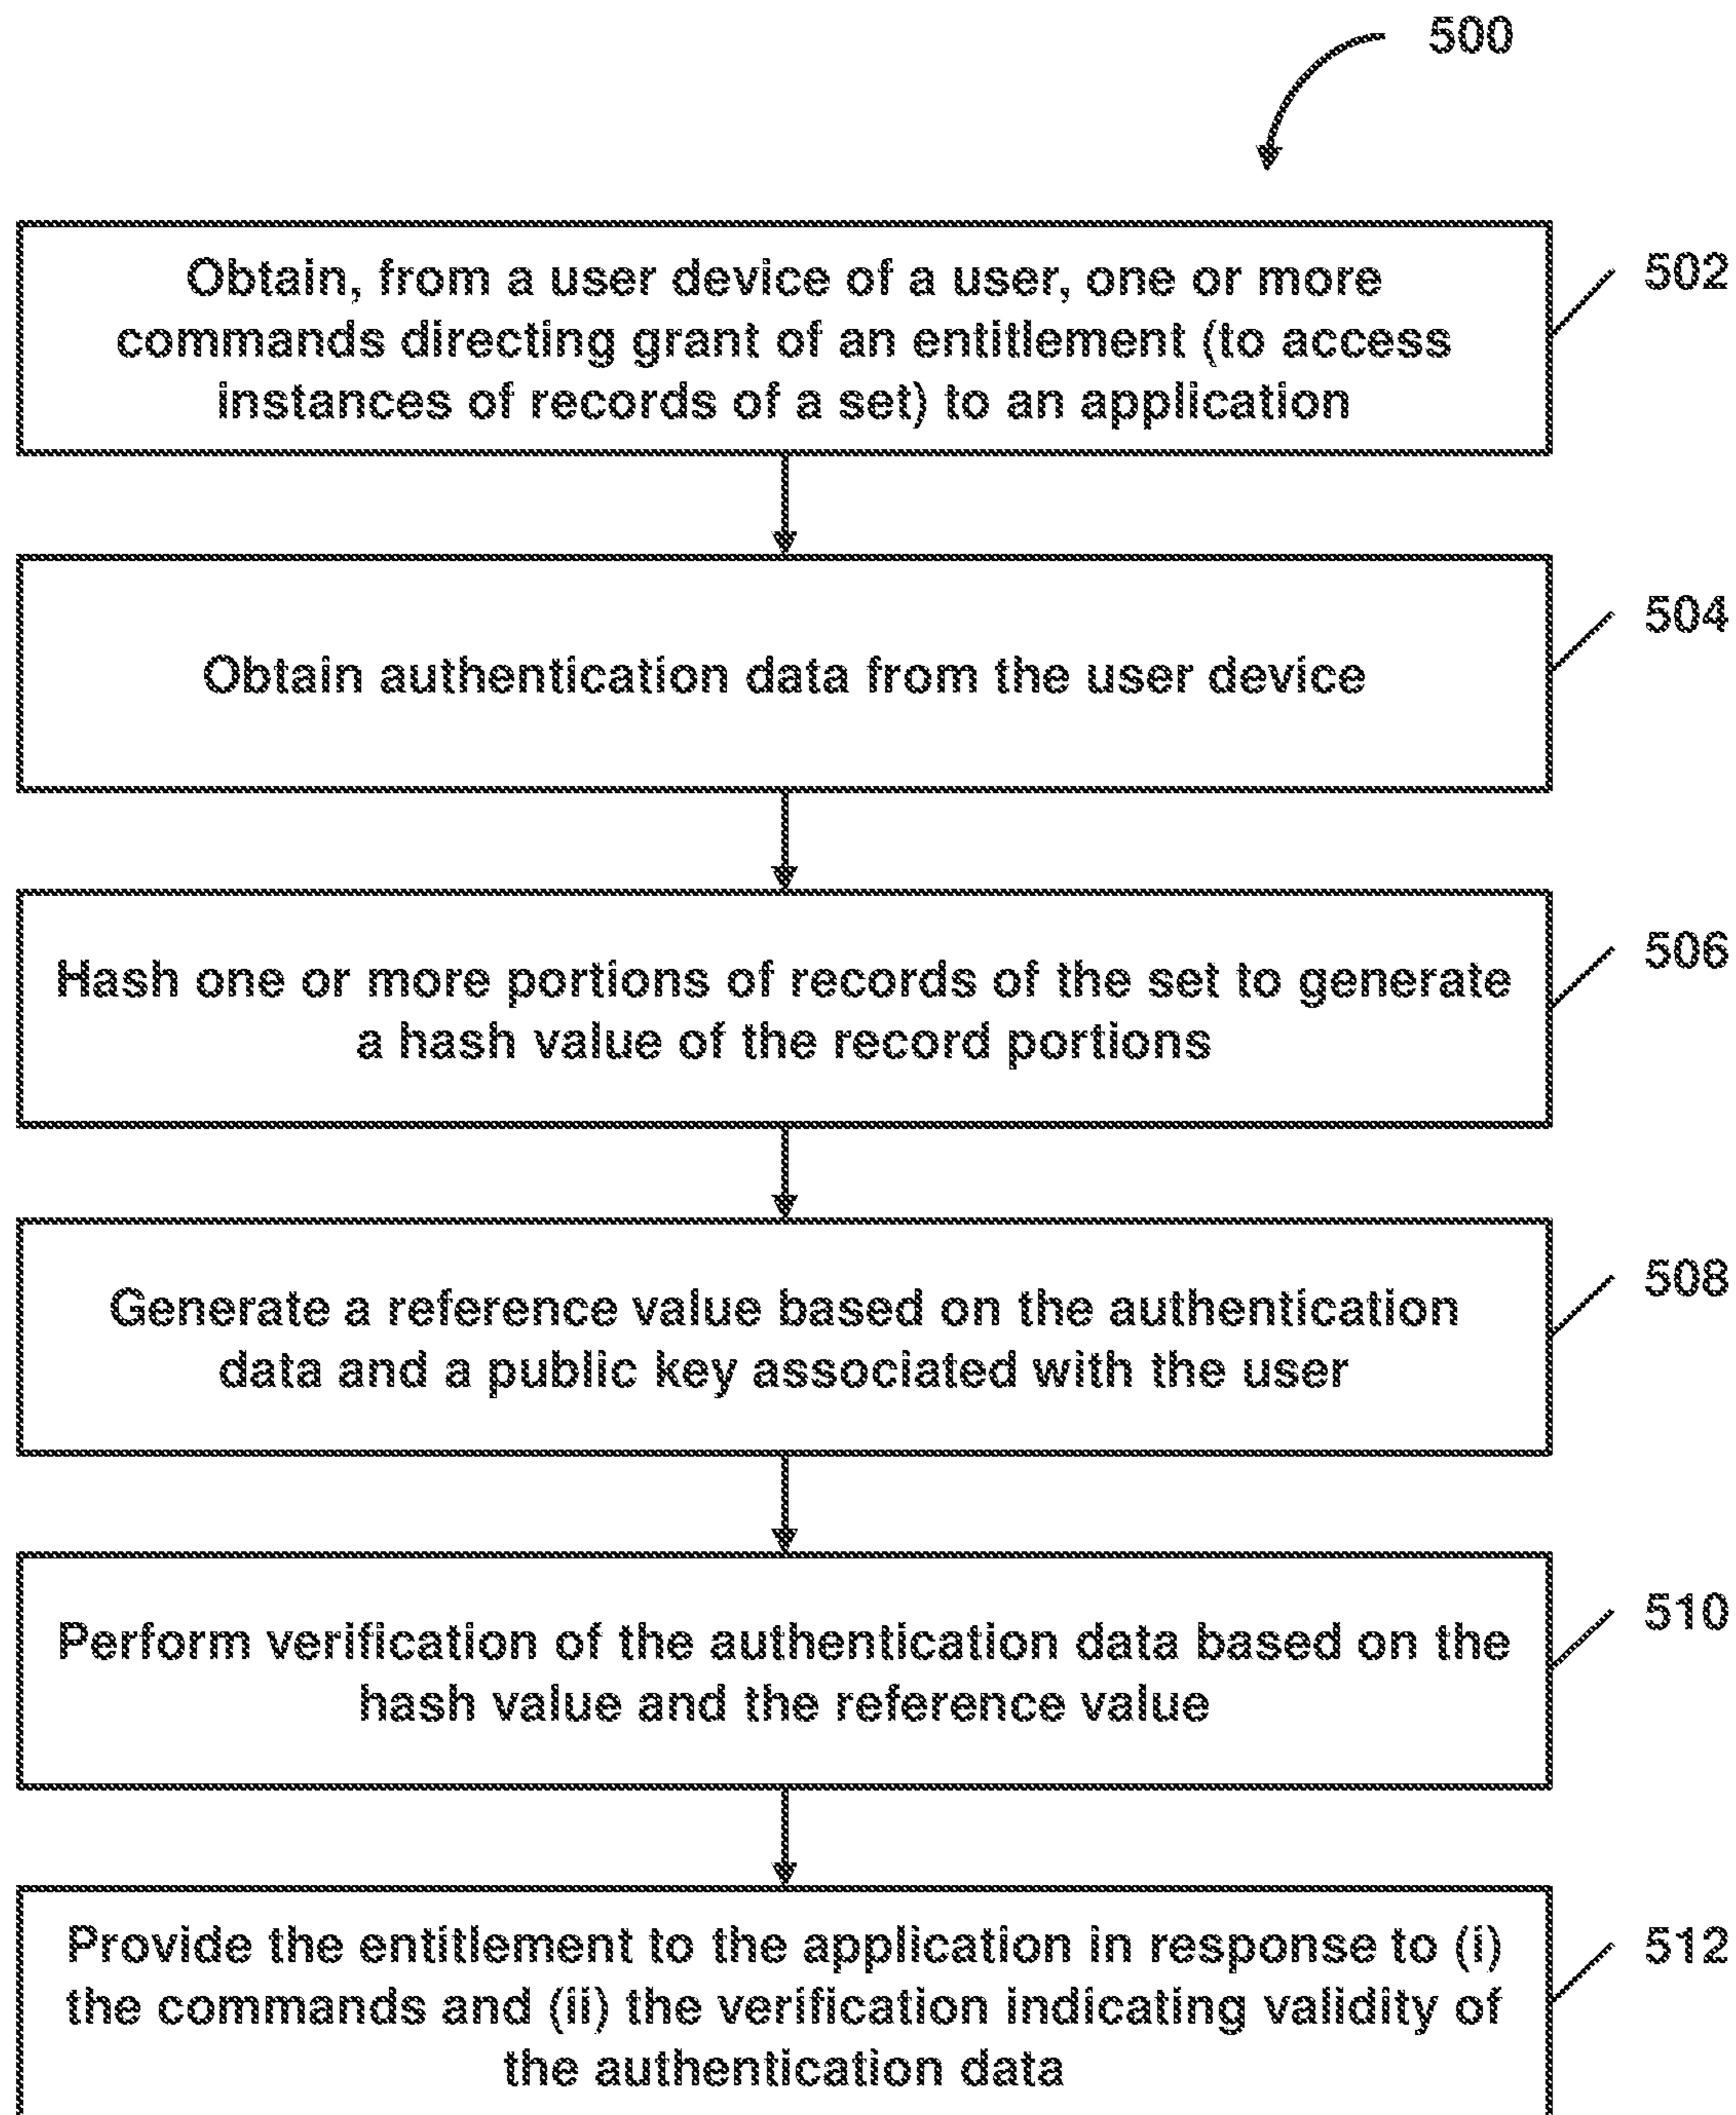 500
Obtain, from a user device of a user, one or more
commands directing grant of an entitlement (to access
instances of records of a set) to an application
502
Obtain authentication data from the user device
504
Hash one or more portions of records of the set to generate
a hash value of the record portions
506
Generate a reference value based on the authentication
data and a public key associated with the user
508
Perform verification of the authentication data based on the
hash value and the reference value
510
Provide the entitlement to the application in response to (i)
the commands and (ii) the verification indicating validity of
the authentication data
512